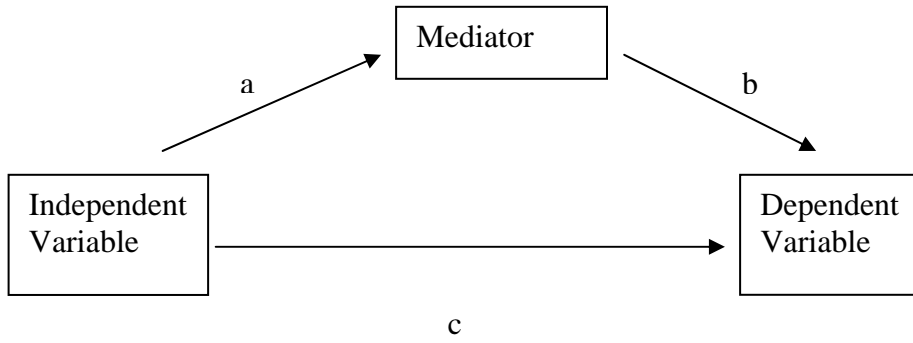 Mediator
a
b
Independent
Variable
Dependent
Variable
c